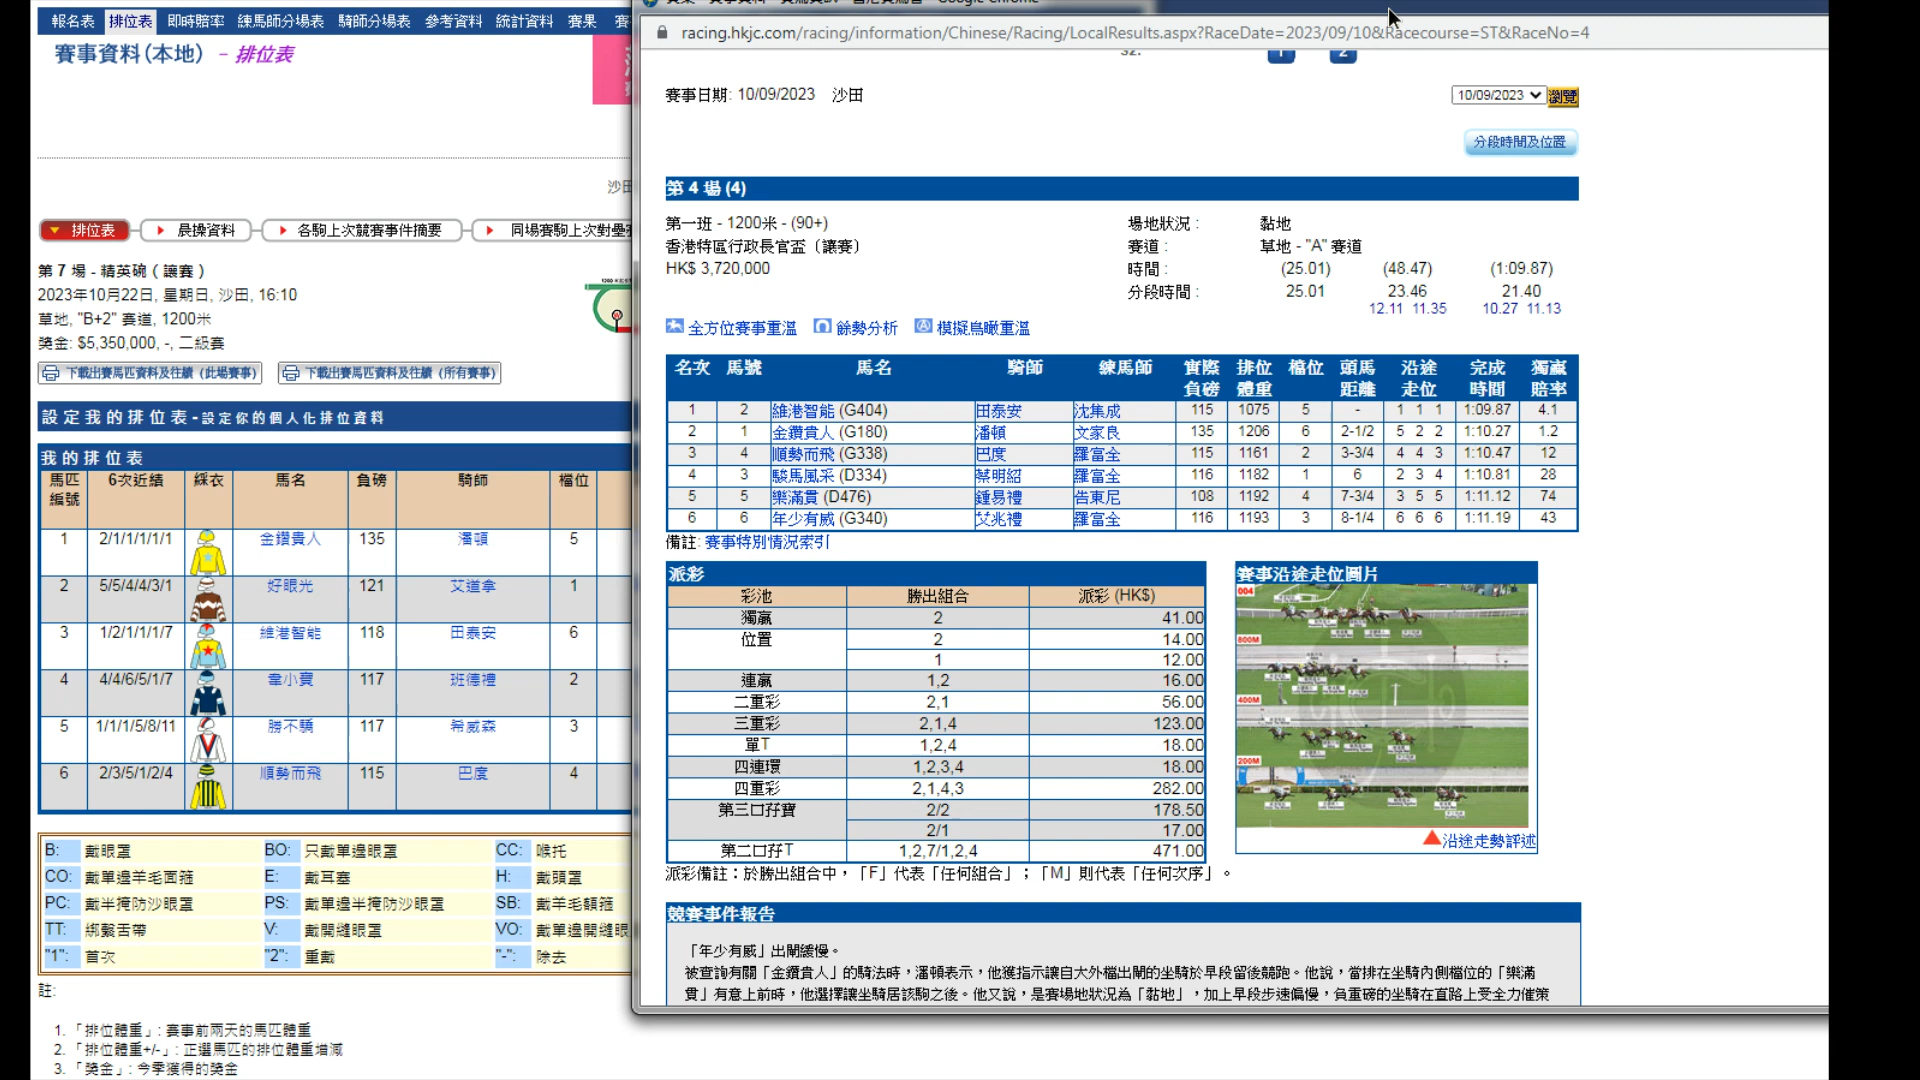 報名表 排位表 即時賠率 練馬師分場表 騎師分場表 參考資料 統計資料 賽果
賽事資料(本地) - 排位表
沙田
排位表 晨操資料 各駒上次競賽事件摘要 同場賽駒上次對壘
第 7 場 - 精英碗 ( 讓賽 )
2023年10月22日, 星期日, 沙田, 16:10
草地, "B+2" 賽道, 1200米
獎金: $5,350,000, -, 二級賽
下載出賽馬匹資料及往績 (此場賽事) 下載出賽馬匹資料及往績 (所有賽事)
設定我的排位表-設定你的個人化排位資料
我的排位表
馬匹編號 6次近績 綵衣 馬名 負磅 騎師 檔位
1 2/1/1/1/1/1 金鑽貴人 135 潘頓 5
2 5/5/4/4/3/1 好眼光 121 艾道拿 1
3 1/2/1/1/1/7 維港智能 118 田泰安 6
4 4/4/6/5/1/7 韋小寶 117 班德禮 2
5 1/1/1/5/8/11 勝不驕 117 希威森 3
6 2/3/5/1/2/4 順勢而飛 115 巴度 4
B: 戴眼罩 BO: 只戴單邊眼罩 CC: 喉托
CO: 戴單邊羊毛面箍 E: 戴耳塞 H: 戴頭罩
PC: 戴半掩防沙眼罩 PS: 戴單邊半掩防沙眼罩 SB: 戴羊毛額箍
TT: 綁繫舌帶 V: 戴開縫眼罩 VO: 戴單邊開縫眼
"1": 首次 "2": 重戴 "-": 除去
註:
1. 「排位體重」: 賽事前兩天的馬匹體重
2. 「排位體重+/-」: 正選馬匹的排位體重增減
3. 「獎金」: 今季獲得的獎金
racing.hkjc.com/racing/information/Chinese/Racing/LocalResults.aspx?RaceDate=2023/09/10&Racecourse=ST&RaceNo=4
賽事日期: 10/09/2023 沙田
10/09/2023 瀏覽
分段時間及位置
第 4 場 (4)
第一班 - 1200米 - (90+) 場地狀況 : 黏地
香港特區行政長官盃（讓賽） 賽道 : 草地 - "A" 賽道
HK$ 3,720,000 時間 : (25.01) (48.47) (1:09.87)
分段時間 : 25.01 23.46 21.40
12.11 11.35 10.27 11.13
全方位賽事重溫 餘勢分析 模擬鳥瞰重溫
名次 馬號 馬名 騎師 練馬師 實際負磅 排位體重 檔位 頭馬距離 沿途走位 完成時間 獨贏賠率
1 2 維港智能 (G404) 田泰安 沈集成 115 1075 5 - 1 1 1 1:09.87 4.1
2 1 金鑽貴人 (G180) 潘頓 文家良 135 1206 6 2-1/2 5 2 2 1:10.27 1.2
3 4 順勢而飛 (G338) 巴度 羅富全 115 1161 2 3-3/4 4 4 3 1:10.47 12
4 3 駿馬風采 (D334) 蔡明紹 羅富全 116 1182 1 6 2 3 4 1:10.81 28
5 5 樂滿貫 (D476) 鍾易禮 告東尼 108 1192 4 7-3/4 3 5 5 1:11.12 74
6 6 年少有威 (G340) 艾兆禮 羅富全 116 1193 3 8-1/4 6 6 6 1:11.19 43
備註: 賽事特別情況索引
派彩
彩池 勝出組合 派彩 (HK$)
獨贏 2 41.00
位置 2 14.00
1 12.00
連贏 1,2 16.00
二重彩 2,1 56.00
三重彩 2,1,4 123.00
單T 1,2,4 18.00
四連環 1,2,3,4 18.00
四重彩 2,1,4,3 282.00
第三口孖寶 2/2 178.50
2/1 17.00
第二口孖T 1,2,7/1,2,4 471.00
派彩備註：於勝出組合中，「F」代表「任何組合」；「M」則代表「任何次序」。
賽事沿途走位圖片
004
800M
400M
200M
沿途走勢評述
競賽事件報告
「年少有威」出閘緩慢。
被查詢有關「金鑽貴人」的騎法時，潘頓表示，他獲指示讓自大外檔出閘的坐騎於早段留後競跑。他說，當排在坐騎內側檔位的「樂滿
貫」有意上前時，他選擇讓坐騎居該駒之後。他又說，是賽場地狀況為「黏地」，加上早段步速偏慢，負重磅的坐騎在直路上受全力催策